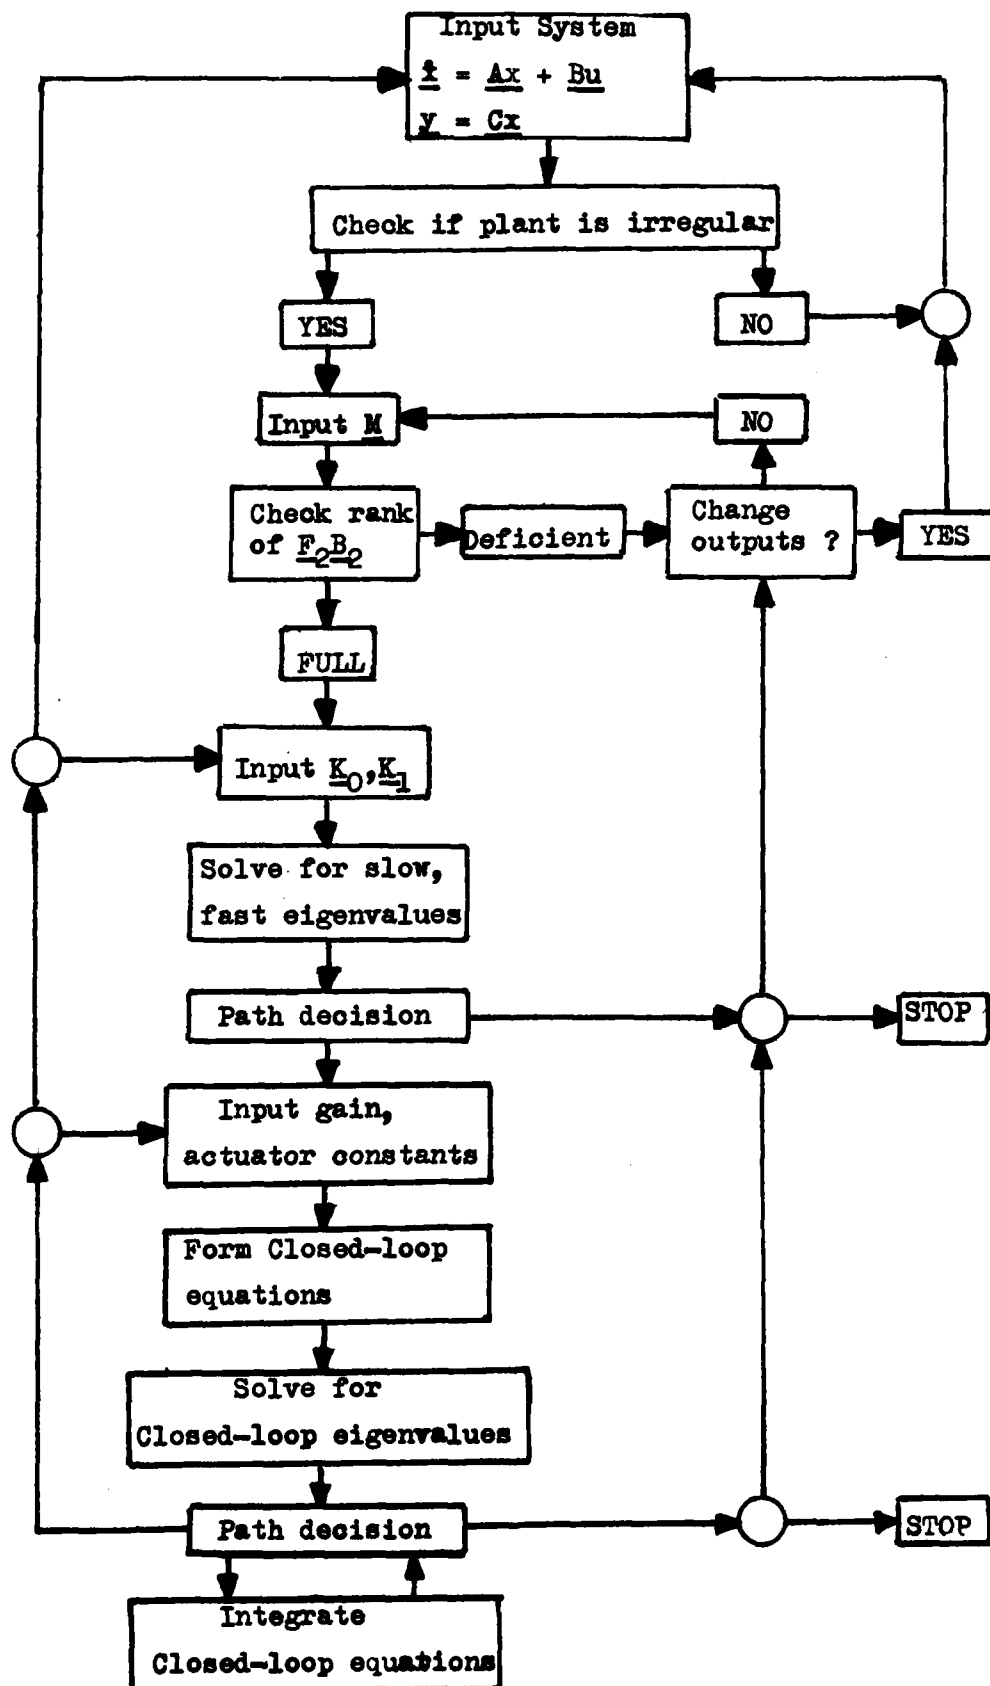 Input System
ẋ = Ax + Bu
y = Cx
Check if plant is irregular
YES
NO
Input M
NO
Check rank
of F₂B₂
Deficient
Change
outputs ?
YES
FULL
Input K₀,K₁
Solve for slow,
fast eigenvalues
Path decision
STOP
Input gain,
actuator constants
Form Closed-loop
equations
Solve for
Closed-loop eigenvalues
Path decision
STOP
Integrate
Closed-loop equations